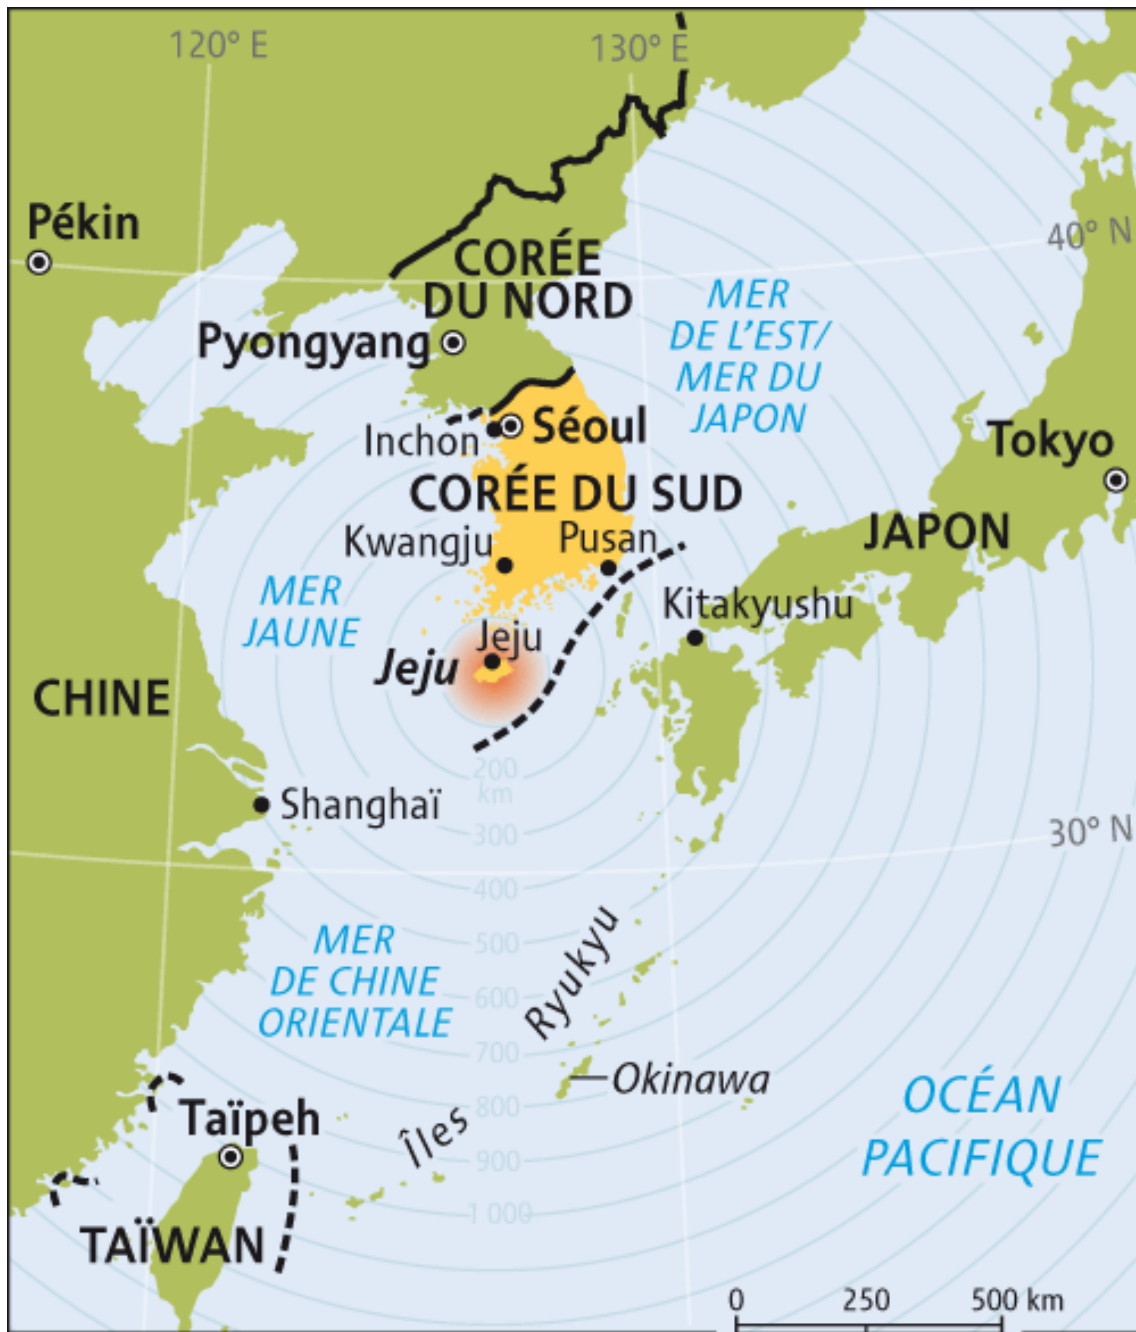 120° E
130° E
Pékin
40° N
CORÉE
DU NORD
MER
DE L'EST/
MER DU
JAPON
Pyongyang
Séoul
Inchon
Tokyo
CORÉE DU SUD
JAPON
Kwangju
Pusan
MER
JAUNE
Kitakyushu
Jeju
Jeju
CHINE
200
km
Shanghaï
300
30° N
400
MER
DE CHINE
ORIENTALE
500
600
700
800
900
1 000
Îles
Ryukyu
Okinawa
Taïpeh
TAÏWAN
OCÉAN
PACIFIQUE
0 250 500 km